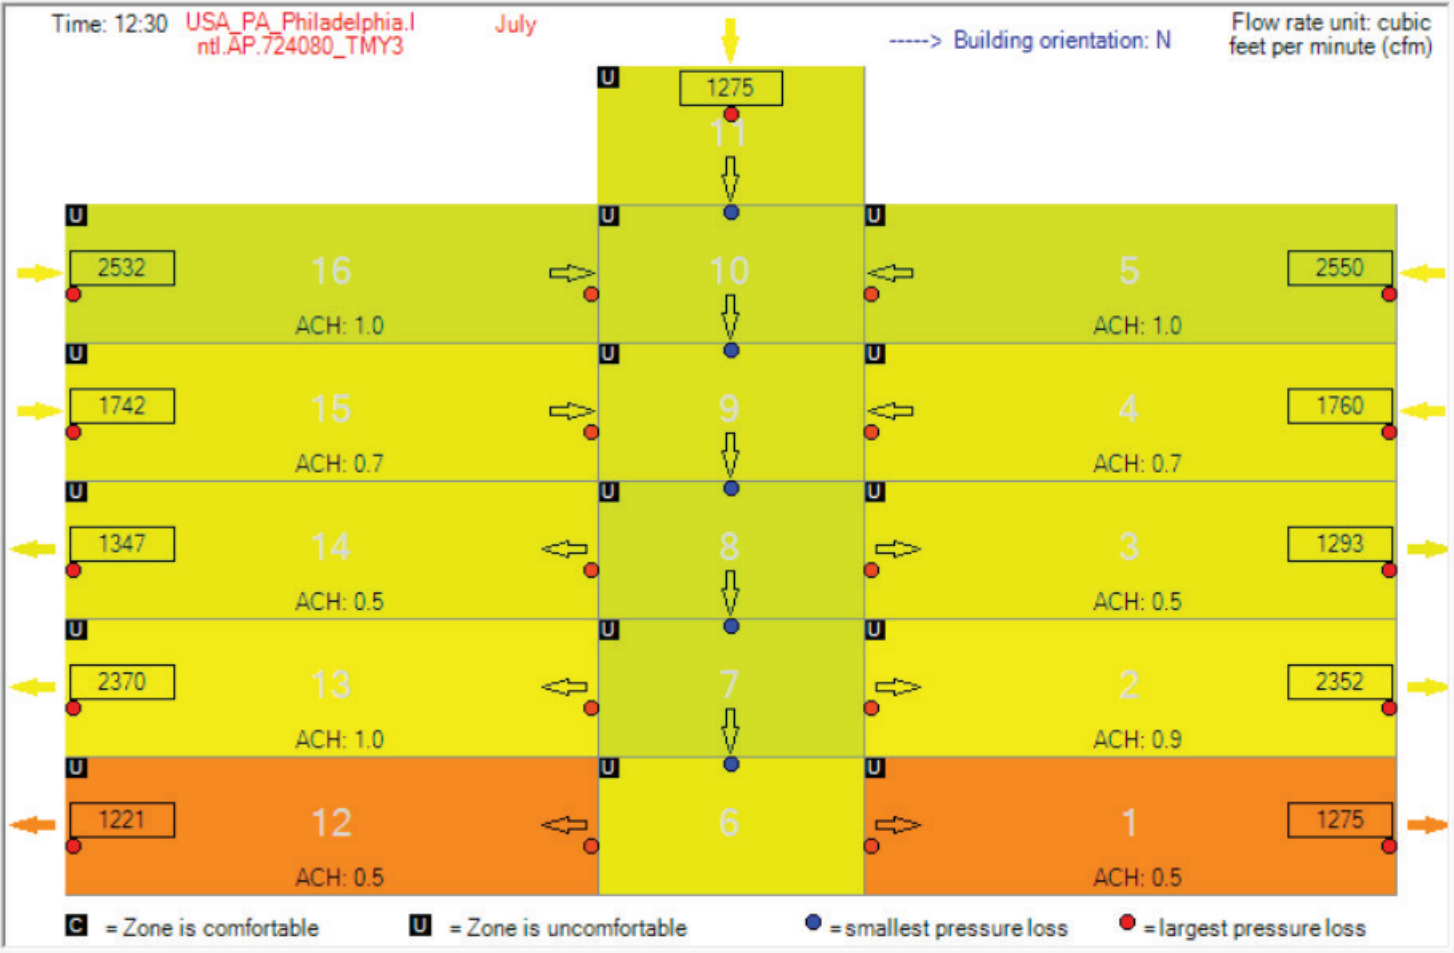 Time: 12:30 USA_PA_Philadelphia.I July -----> Building orientation: N Flow rate unit: cubic
ntl.AP.724080_TMY3 feet per minute (cfm)
U 1275
11
U U U
2532 16 10 5 2550
ACH: 1.0 ACH: 1.0
U U U
1742 15 9 4 1760
ACH: 0.7 ACH: 0.7
U U U
1347 14 8 3 1293
ACH: 0.5 ACH: 0.5
U U U
2370 13 7 2 2352
ACH: 1.0 ACH: 0.9
U U U
1221 12 6 1 1275
ACH: 0.5 ACH: 0.5
C = Zone is comfortable U = Zone is uncomfortable = smallest pressure loss = largest pressure loss